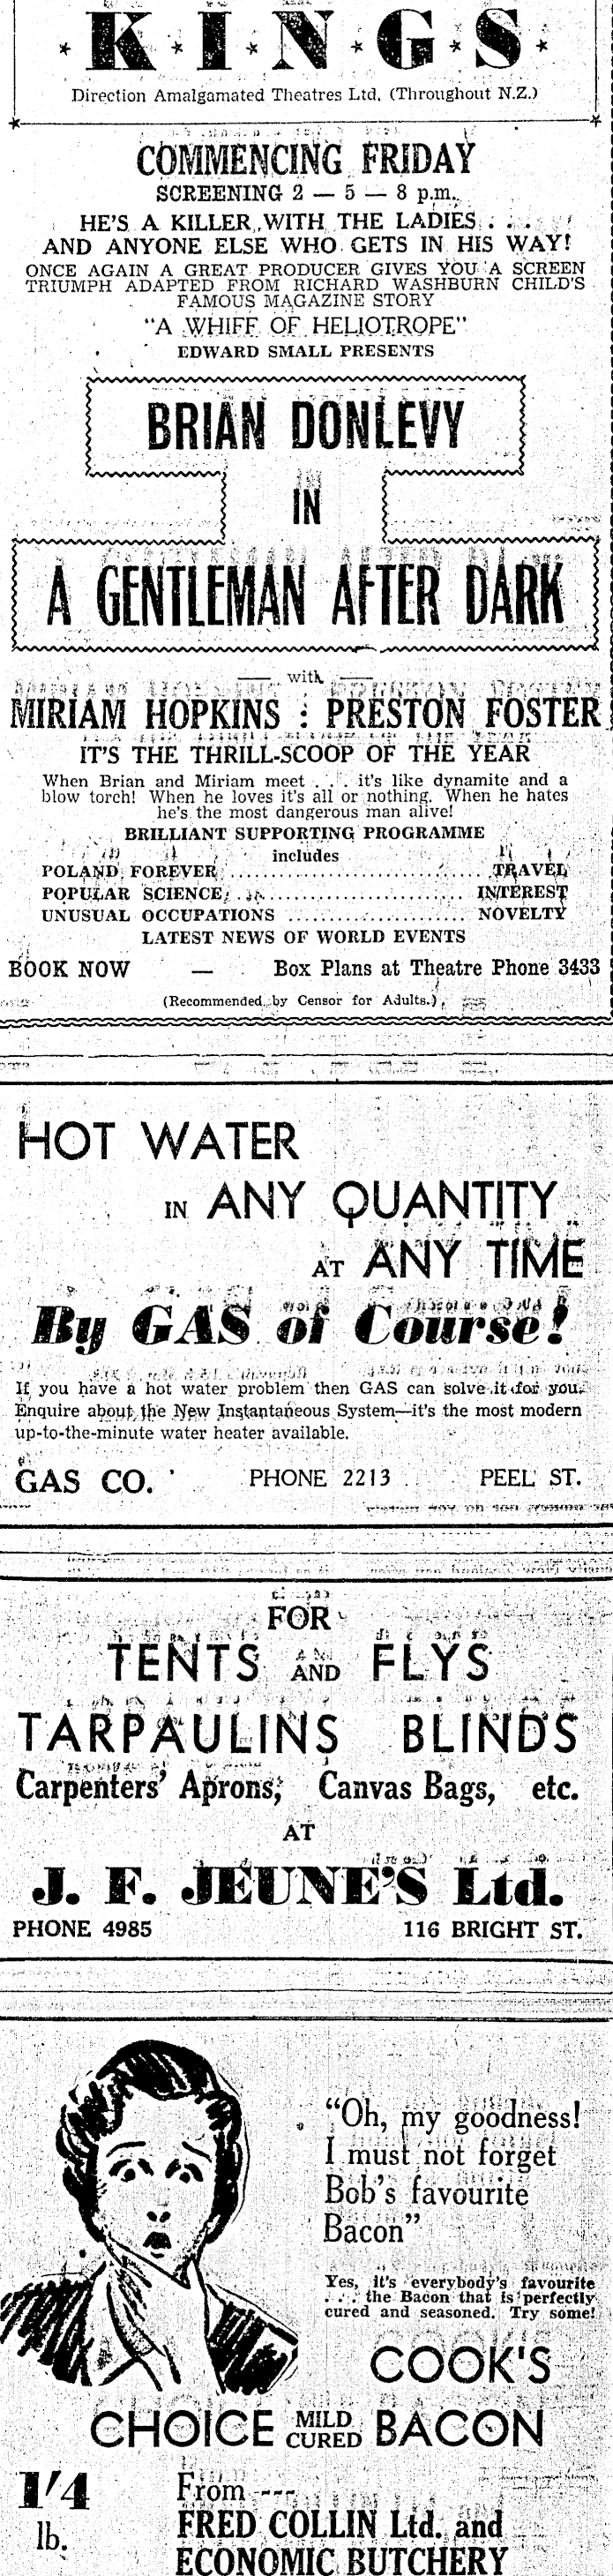 K·I·N·G·S
Direction Amalgamated Theatres Ltd. (Throughout N.Z.)
COMMENCING FRIDAY
SCREENING 2 — 5 — 8 p.m.
HE'S A KILLER WITH THE LADIES . . .
AND ANYONE ELSE WHO GETS IN HIS WAY!
ONCE AGAIN A GREAT PRODUCER GIVES YOU A SCREEN
TRIUMPH ADAPTED FROM RICHARD WASHBURN CHILD'S
FAMOUS MAGAZINE STORY
"A WHIFF OF HELIOTROPE"
EDWARD SMALL PRESENTS
BRIAN DONLEVY
IN
A GENTLEMAN AFTER DARK
— with —
MIRIAM HOPKINS : PRESTON FOSTER
IT'S THE THRILL-SCOOP OF THE YEAR
When Brian and Miriam meet . . . it's like dynamite and a
blow torch! When he loves it's all or nothing. When he hates
he's the most dangerous man alive!
BRILLIANT SUPPORTING PROGRAMME
includes
POLAND FOREVER ........ TRAVEL
POPULAR SCIENCE ........ INTEREST
UNUSUAL OCCUPATIONS ........ NOVELTY
LATEST NEWS OF WORLD EVENTS
BOOK NOW — Box Plans at Theatre Phone 3433
(Recommended by Censor for Adults.)
HOT WATER
IN ANY QUANTITY
AT ANY TIME
By GAS of Course!
If you have a hot water problem then GAS can solve it for you.
Enquire about the New Instantaneous System—it's the most modern
up-to-the-minute water heater available.
GAS CO. PHONE 2213 PEEL ST.
FOR
TENTS AND FLYS
TARPAULINS BLINDS
Carpenters' Aprons, Canvas Bags, etc.
AT
J. F. JEUNE'S Ltd.
PHONE 4985 116 BRIGHT ST.
"Oh, my goodness!
I must not forget
Bob's favourite
Bacon"
Yes, it's everybody's favourite
. . . the Bacon that is perfectly
cured and seasoned. Try some!
COOK'S
CHOICE MILD CURED BACON
1/4
lb.
From ---
FRED COLLIN Ltd. and
ECONOMIC BUTCHERY